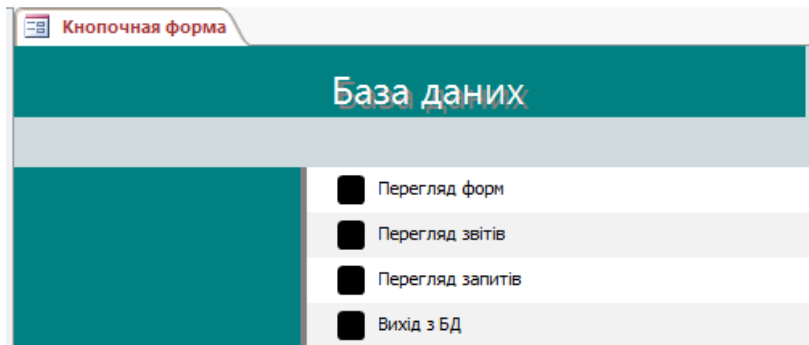 Кнопочная форма
База даних
Перегляд форм
Перегляд звітів
Перегляд запитів
Вихід з БД